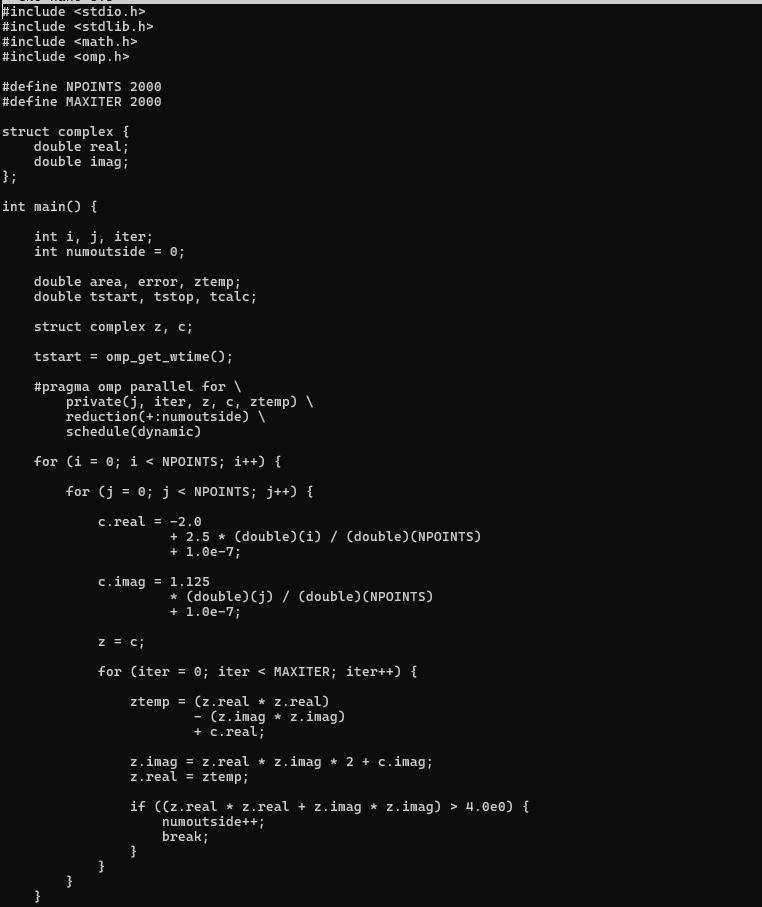 #include <stdio.h>
#include <stdlib.h>
#include <math.h>
#include <omp.h>

#define NPOINTS 2000
#define MAXITER 2000

struct complex {
    double real;
    double imag;
};

int main() {

    int i, j, iter;
    int numoutside = 0;

    double area, error, ztemp;
    double tstart, tstop, tcalc;

    struct complex z, c;

    tstart = omp_get_wtime();

    #pragma omp parallel for \
        private(j, iter, z, c, ztemp) \
        reduction(+:numoutside) \
        schedule(dynamic)

    for (i = 0; i < NPOINTS; i++) {

        for (j = 0; j < NPOINTS; j++) {

            c.real = -2.0
                     + 2.5 * (double)(i) / (double)(NPOINTS)
                     + 1.0e-7;

            c.imag = 1.125
                     * (double)(j) / (double)(NPOINTS)
                     + 1.0e-7;

            z = c;

            for (iter = 0; iter < MAXITER; iter++) {

                ztemp = (z.real * z.real)
                        - (z.imag * z.imag)
                        + c.real;

                z.imag = z.real * z.imag * 2 + c.imag;
                z.real = ztemp;

                if ((z.real * z.real + z.imag * z.imag) > 4.0e0) {
                    numoutside++;
                    break;
                }
            }
        }
    }